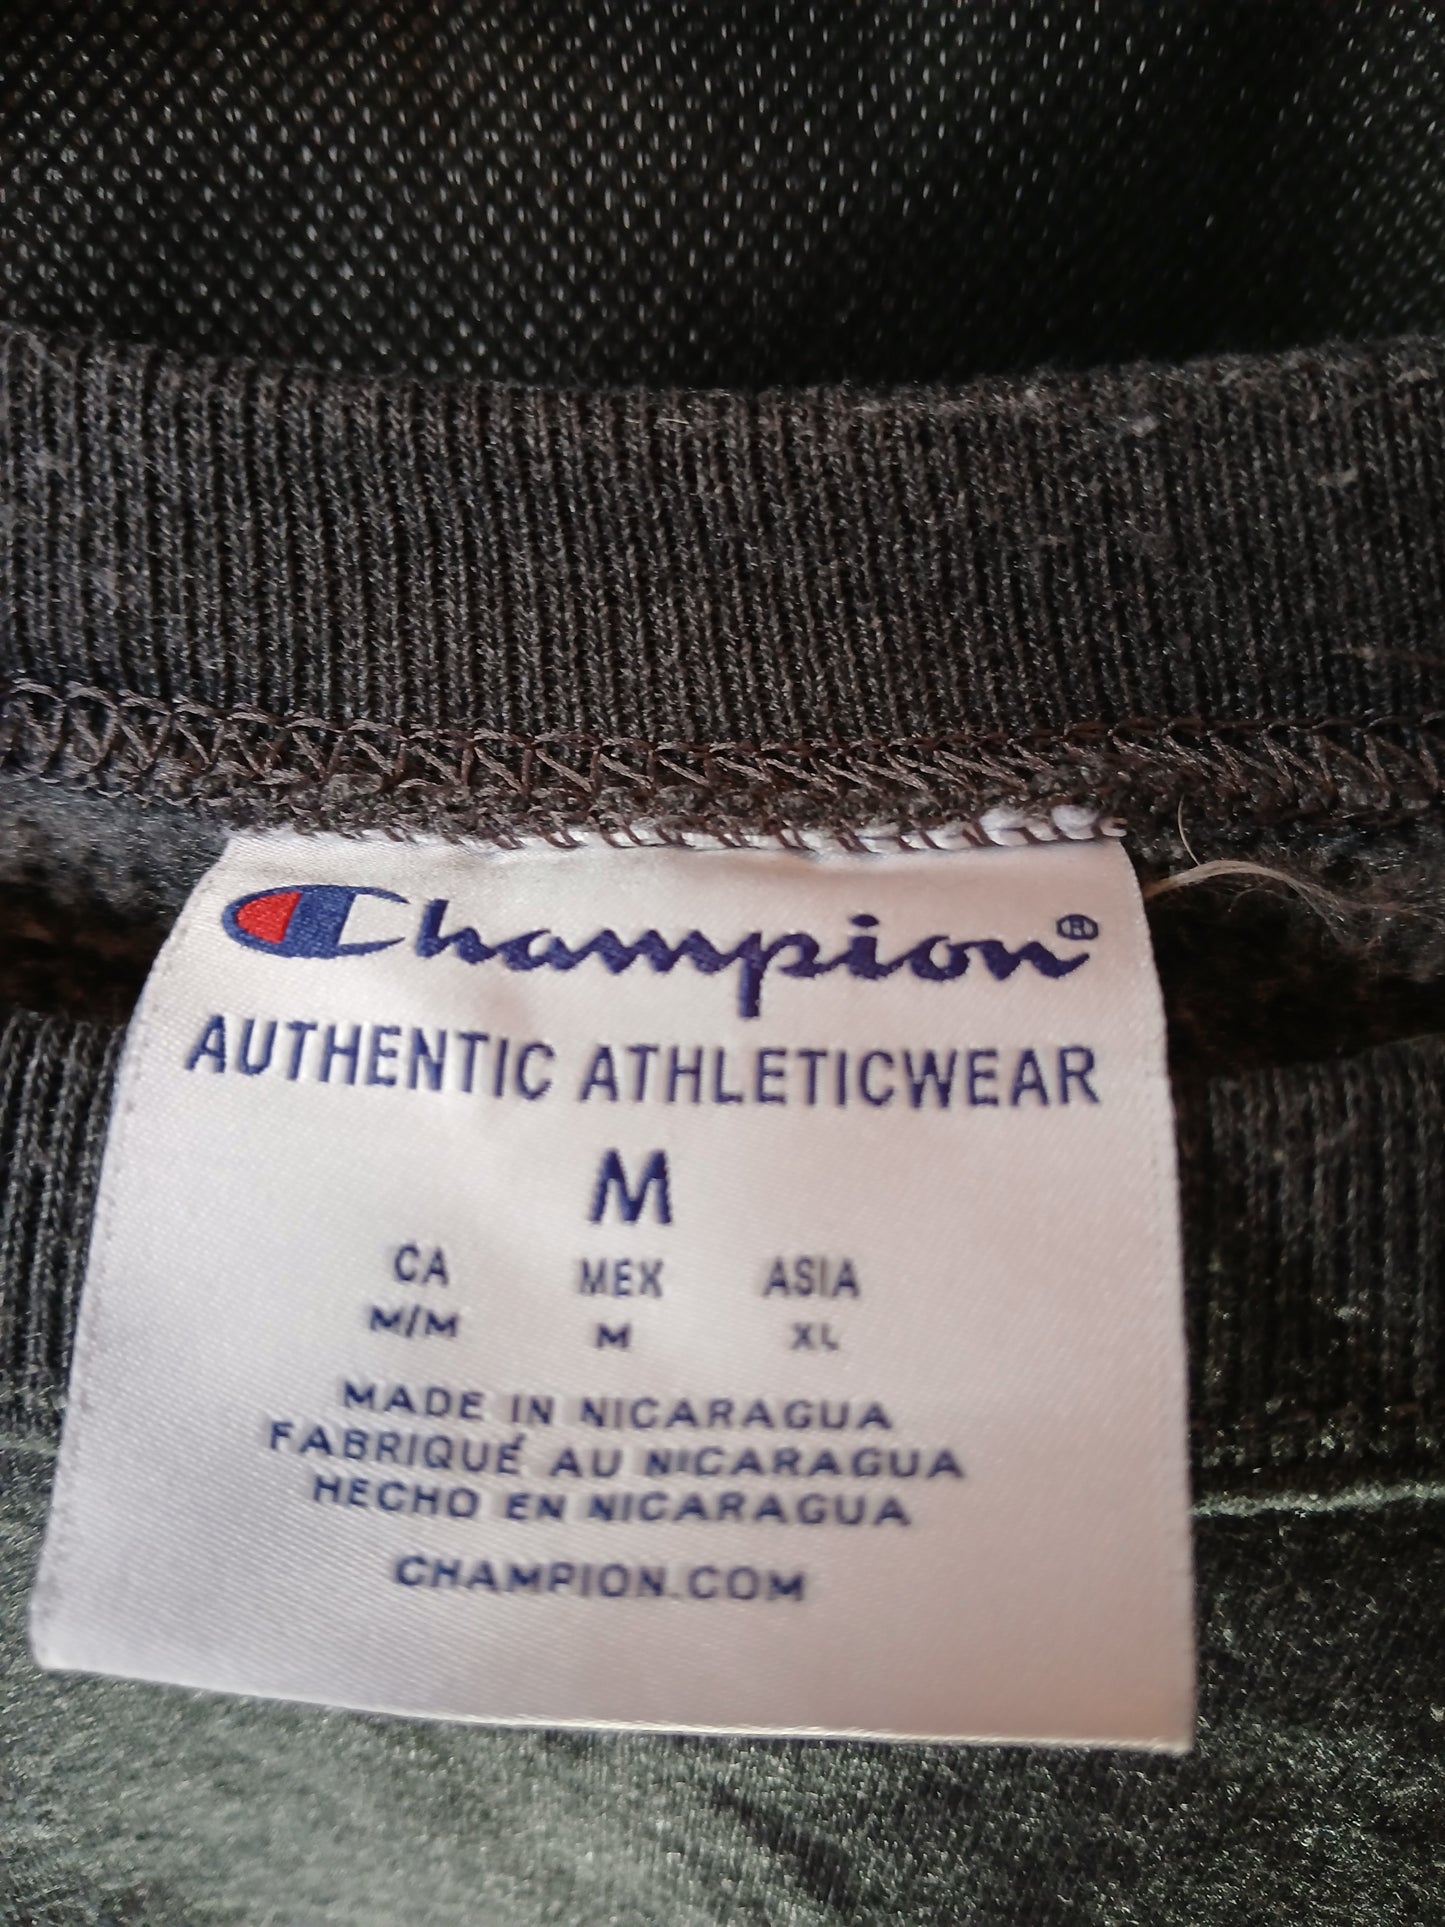 Champion®
AUTHENTIC ATHLETICWEAR
M
CA MEX ASIA
M/M M XL
MADE IN NICARAGUA
FABRIQUÉ AU NICARAGUA
HECHO EN NICARAGUA
CHAMPION.COM